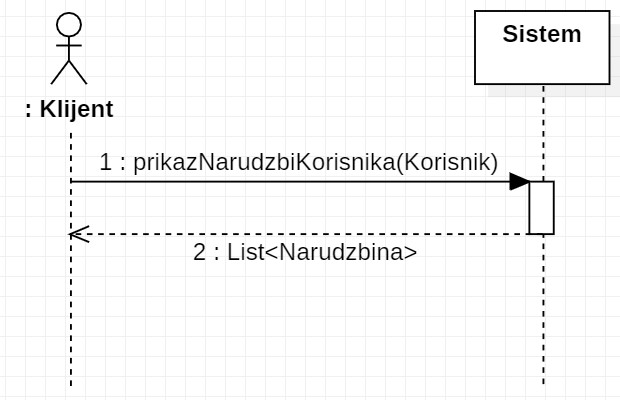 Sistem
: Klijent
1 : prikazNarudzbiKorisnika(Korisnik)
2 : List<Narudzbina>